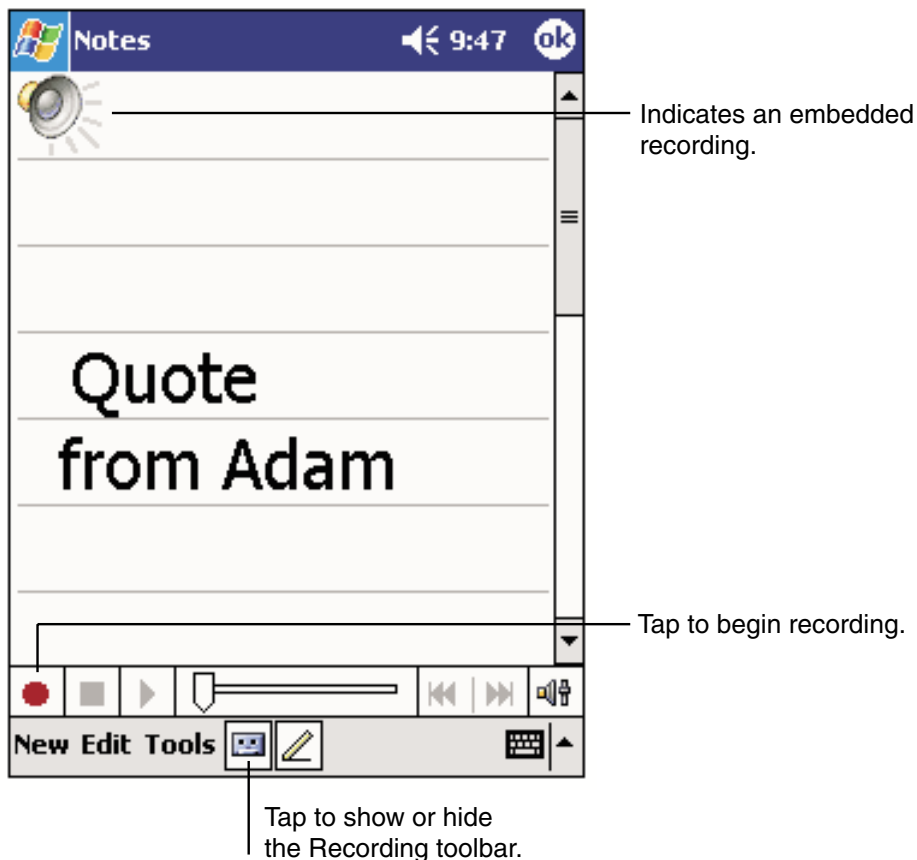 Notes 9:47 ok
Indicates an embedded
recording.
Quote
from Adam
Tap to begin recording.
New Edit Tools
Tap to show or hide
the Recording toolbar.